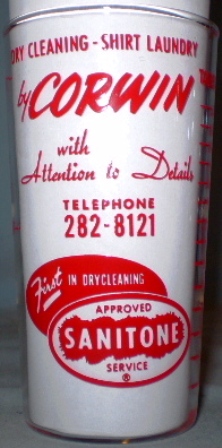 DRY CLEANING - SHIRT LAUNDRY
by CORWIN
with
Attention to Details
TELEPHONE
282-8121
First IN DRYCLEANING
APPROVED
SANITONE
SERVICE
®